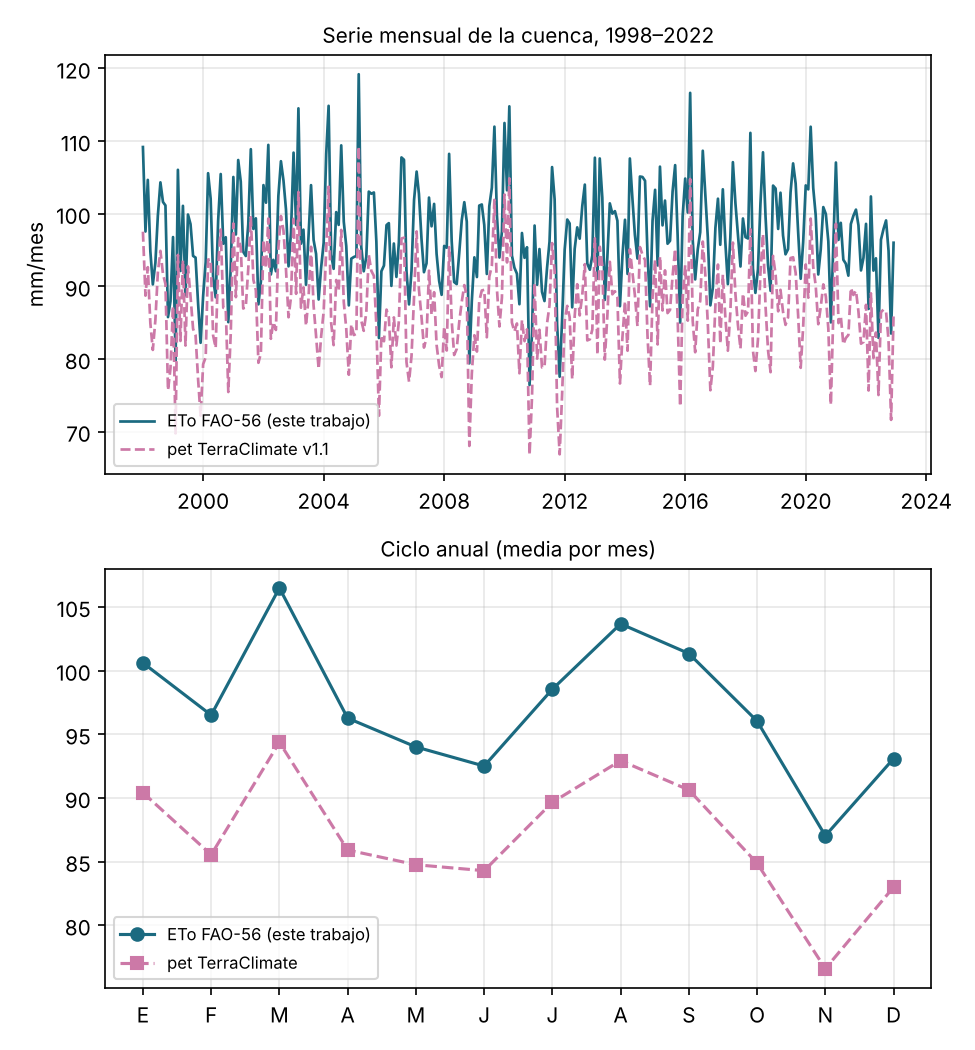 Serie mensual de la cuenca, 1998–2022
mm/mes
120
110
100
90
80
70
ETo FAO-56 (este trabajo)
pet TerraClimate v1.1
2000 2004 2008 2012 2016 2020 2024
Ciclo anual (media por mes)
105
100
95
90
85
80
ETo FAO-56 (este trabajo)
pet TerraClimate
E F M A M J J A S O N D